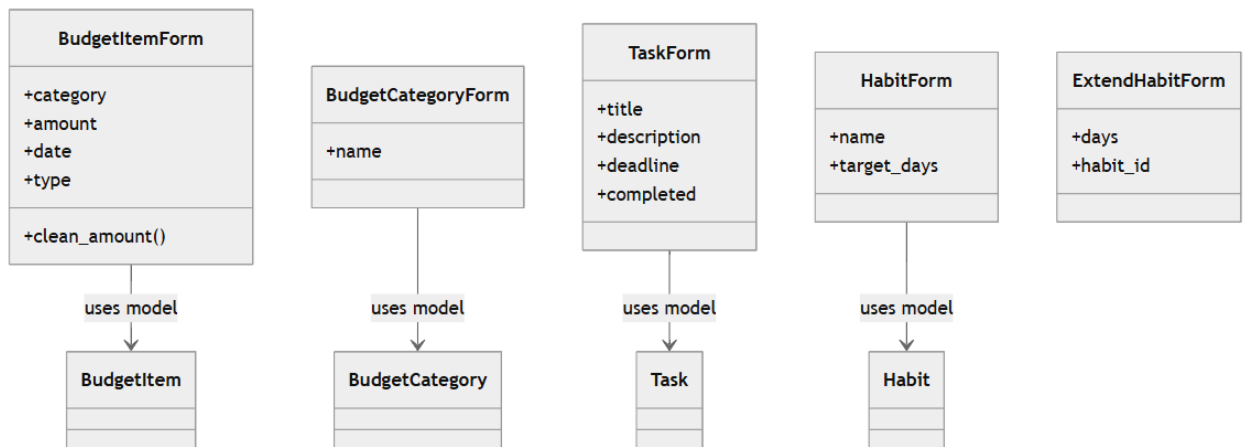 BudgetItemForm
+category
+amount
+date
+type
+clean_amount()
uses model
BudgetItem
BudgetCategoryForm
+name
uses model
BudgetCategory
TaskForm
+title
+description
+deadline
+completed
uses model
Task
HabitForm
+name
+target_days
uses model
Habit
ExtendHabitForm
+days
+habit_id